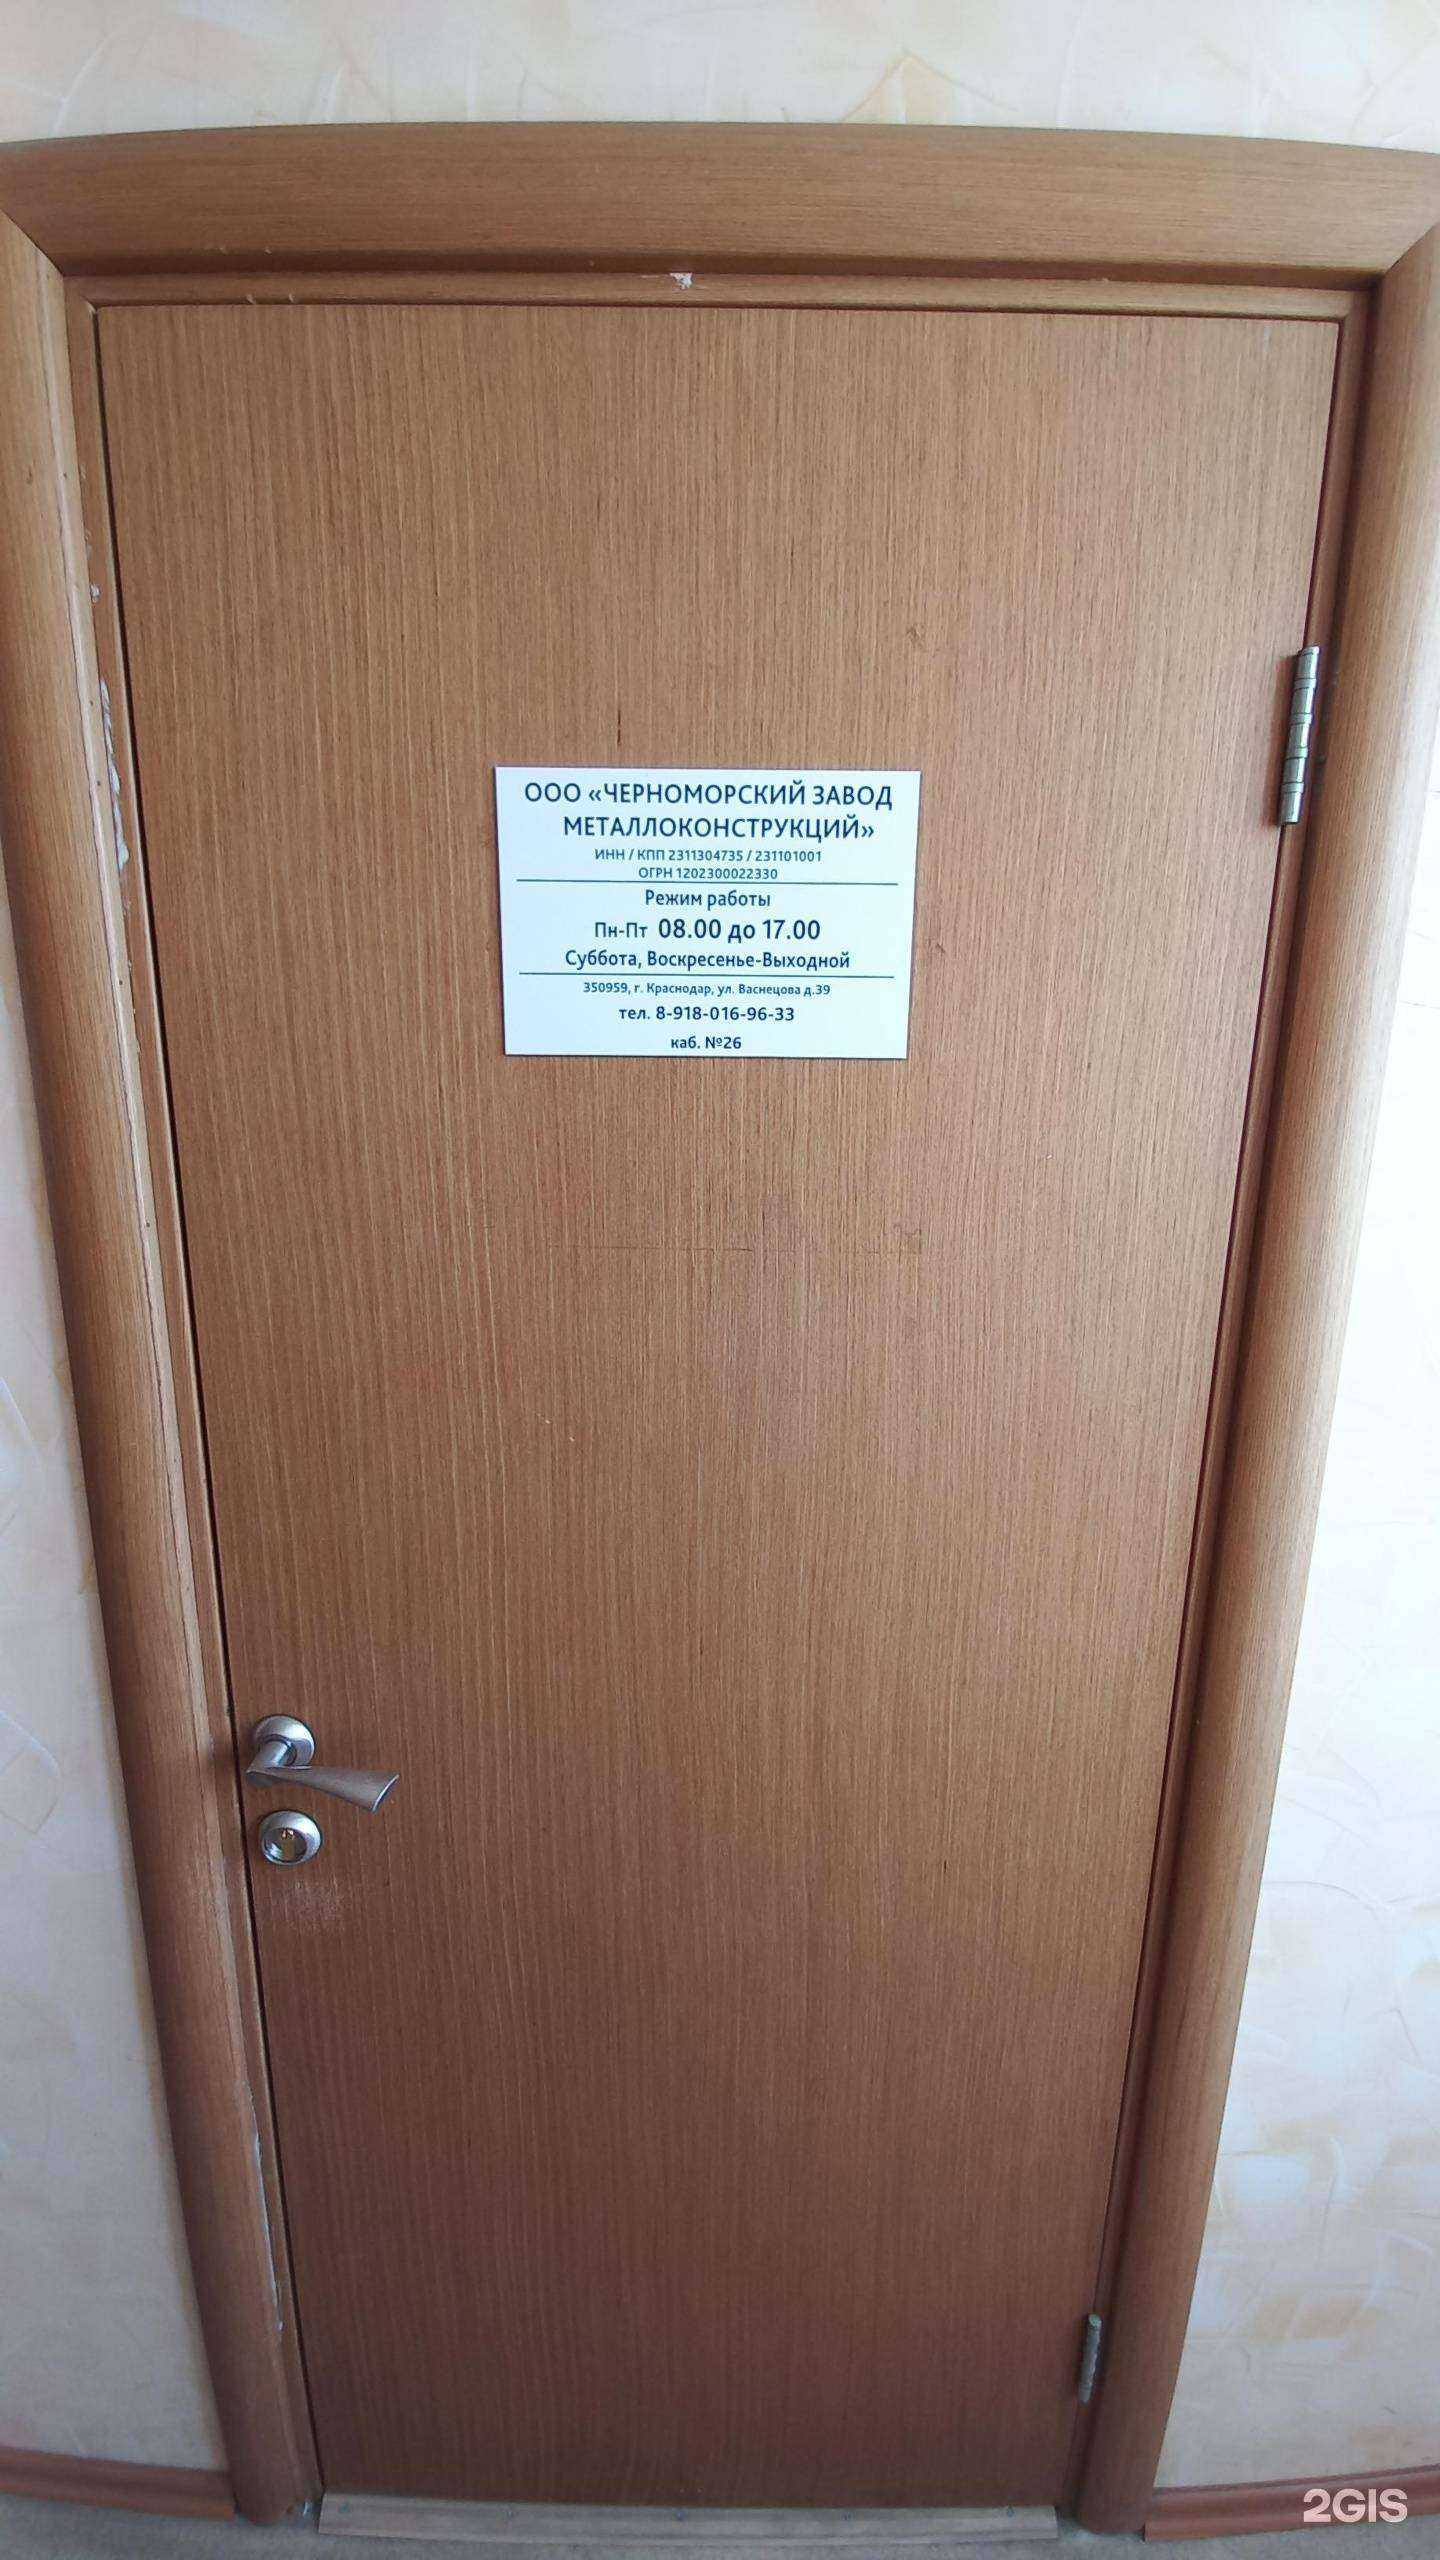 ООО «ЧЕРНОМОРСКИЙ ЗАВОД
МЕТАЛЛОКОНСТРУКЦИЙ»
ИНН / КПП 2311304735 / 231101001
ОГРН 1202300022330
Режим работы
Пн-Пт 08.00 до 17.00
Суббота, Воскресенье-Выходной
350959, г. Краснодар, ул. Васнецова д.39
тел. 8-918-016-96-33
каб. №26
2GIS